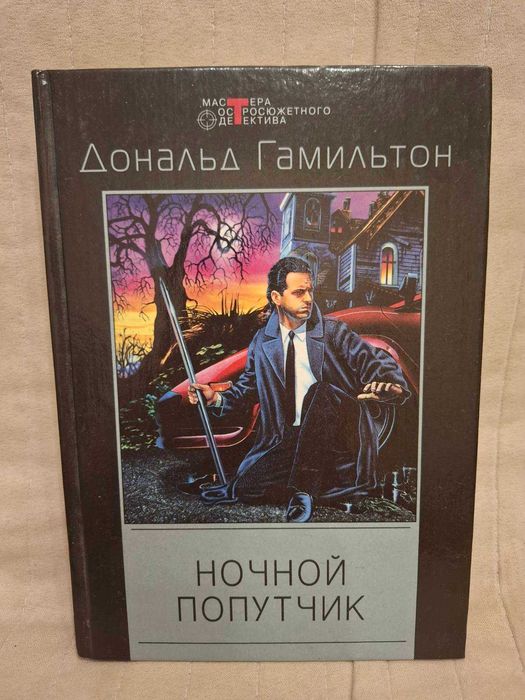 МАСТЕРА
ОСТРОСЮЖЕТНОГО
ДЕТЕКТИВА
Дональд Гамильтон
НОЧНОЙ
ПОПУТЧИК